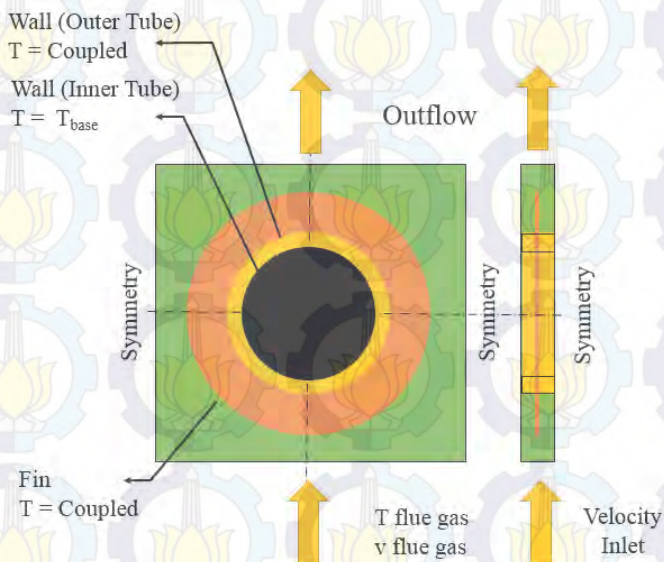 Wall (Outer Tube)
T = Coupled
Wall (Inner Tube)
T = T_base
Outflow
Symmetry
Symmetry
Symmetry
Fin
T = Coupled
T flue gas
v flue gas
Velocity
Inlet